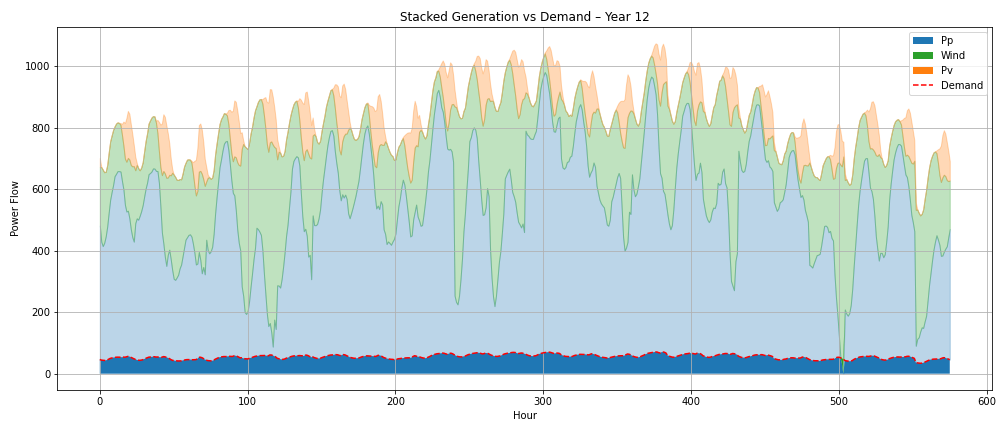 Stacked Generation vs Demand – Year 12
Power Flow
1000
800
600
400
200
0
Pp
Wind
Pv
Demand
0 100 200 300 400 500 600
Hour